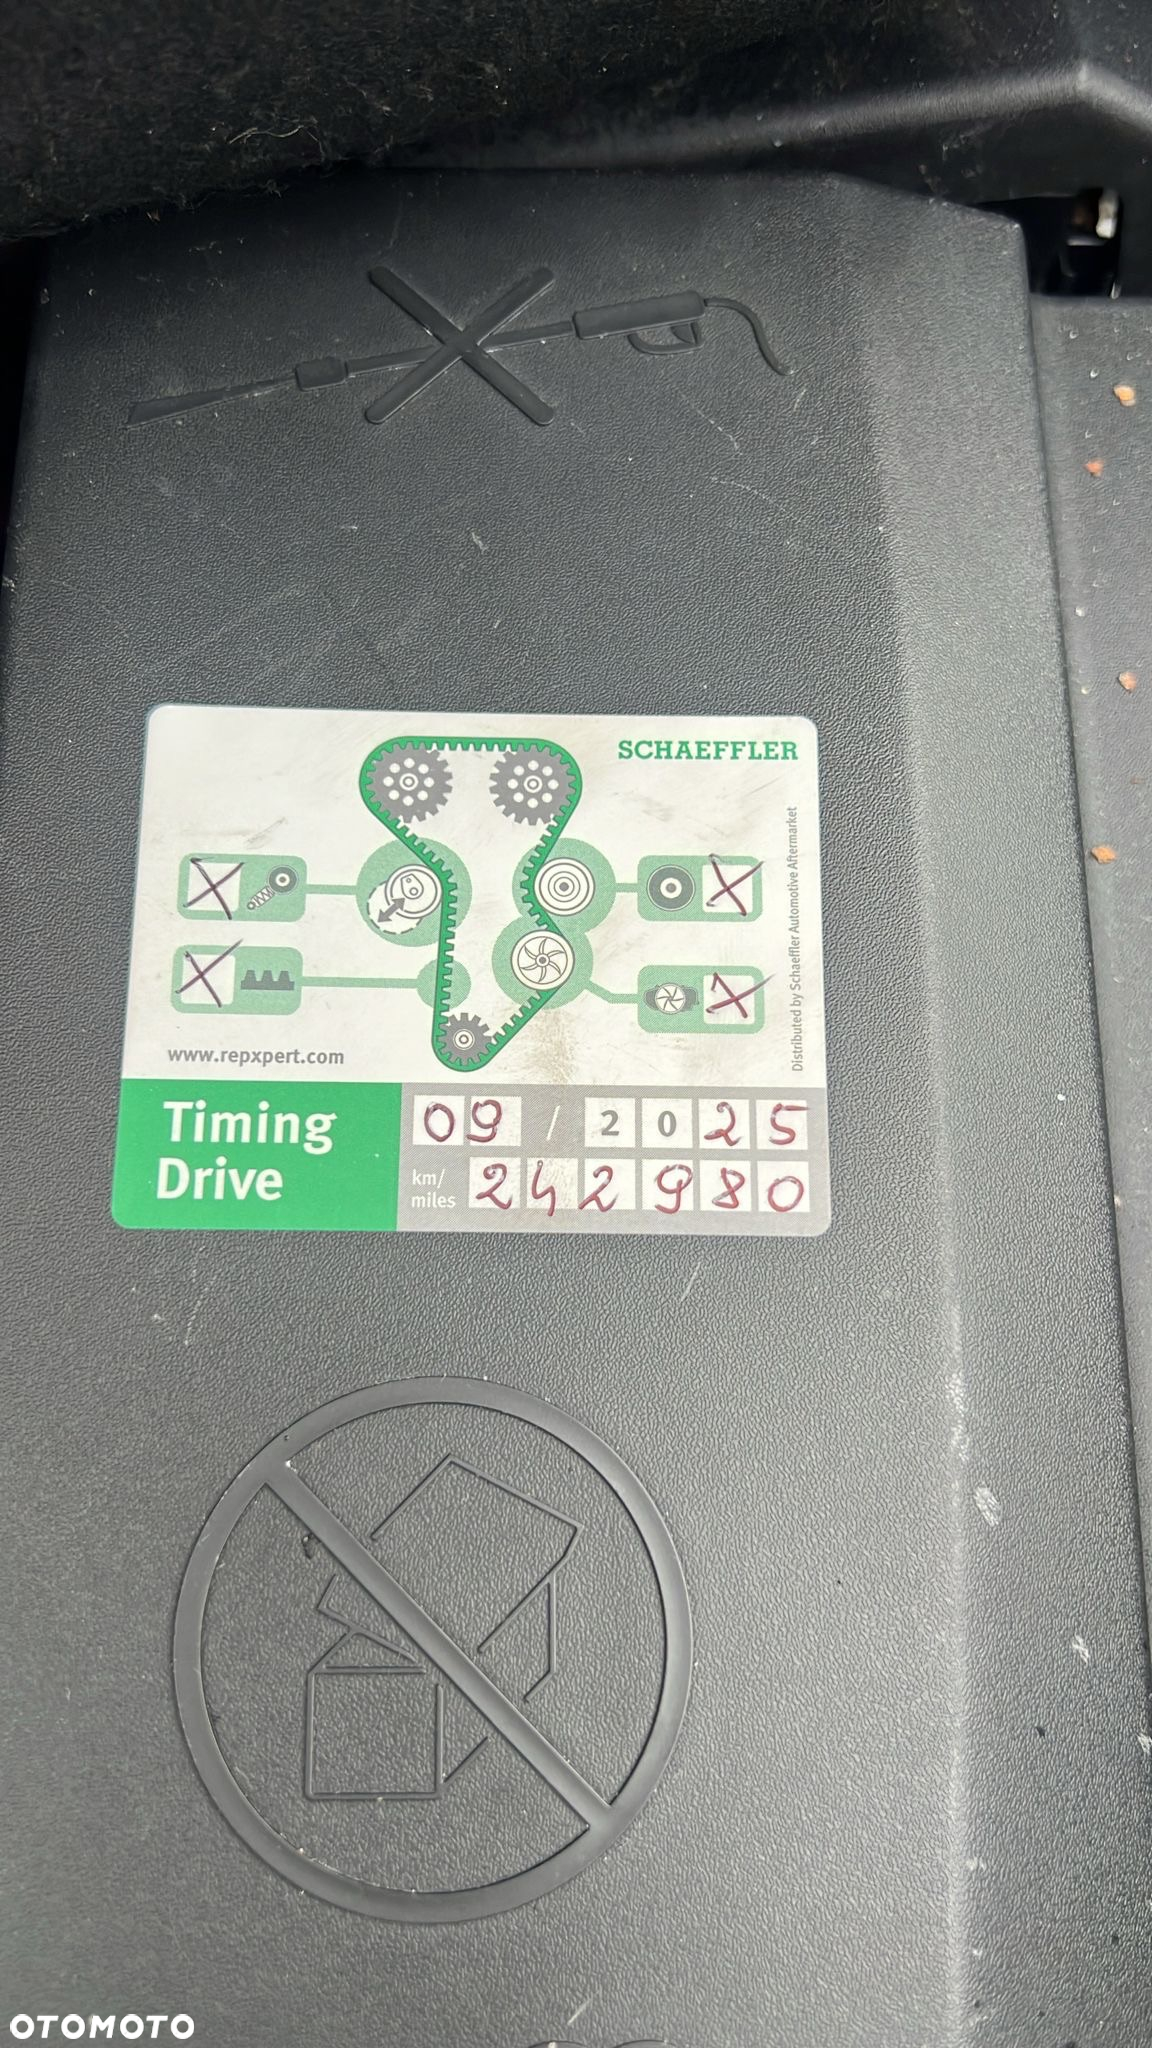 SCHAEFFLER
Distributed by Schaeffler Automotive Aftermarket
www.repxpert.com
Timing
Drive
09 / 2025
km/
miles
242980
OTOMOTO